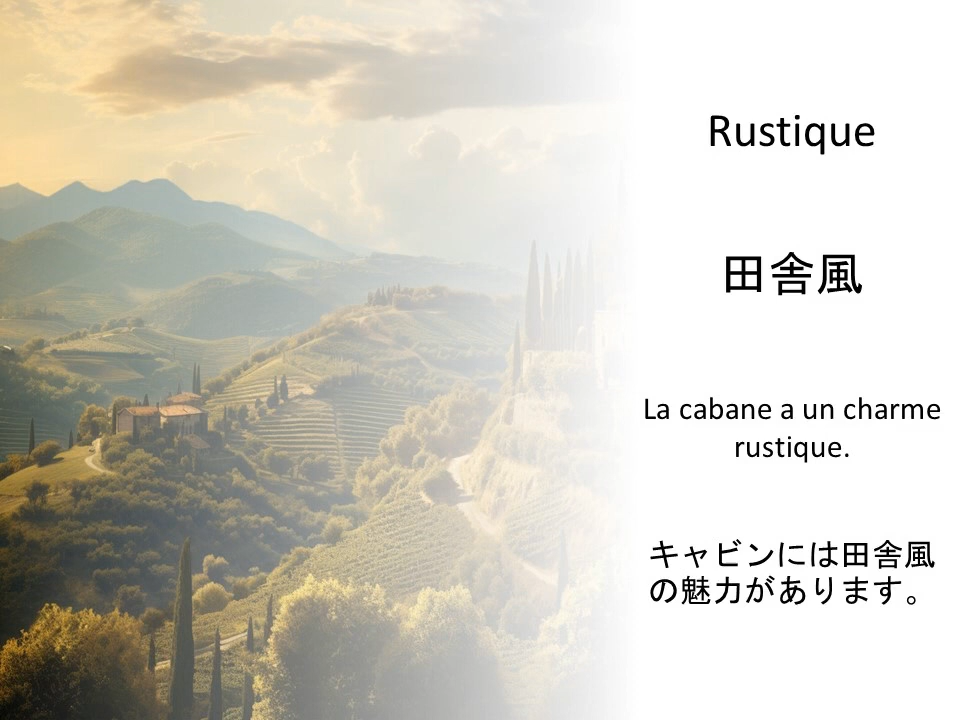 Rustique
田舎風
La cabane a un charme
rustique.
キャビンには田舎風
の魅力があります。